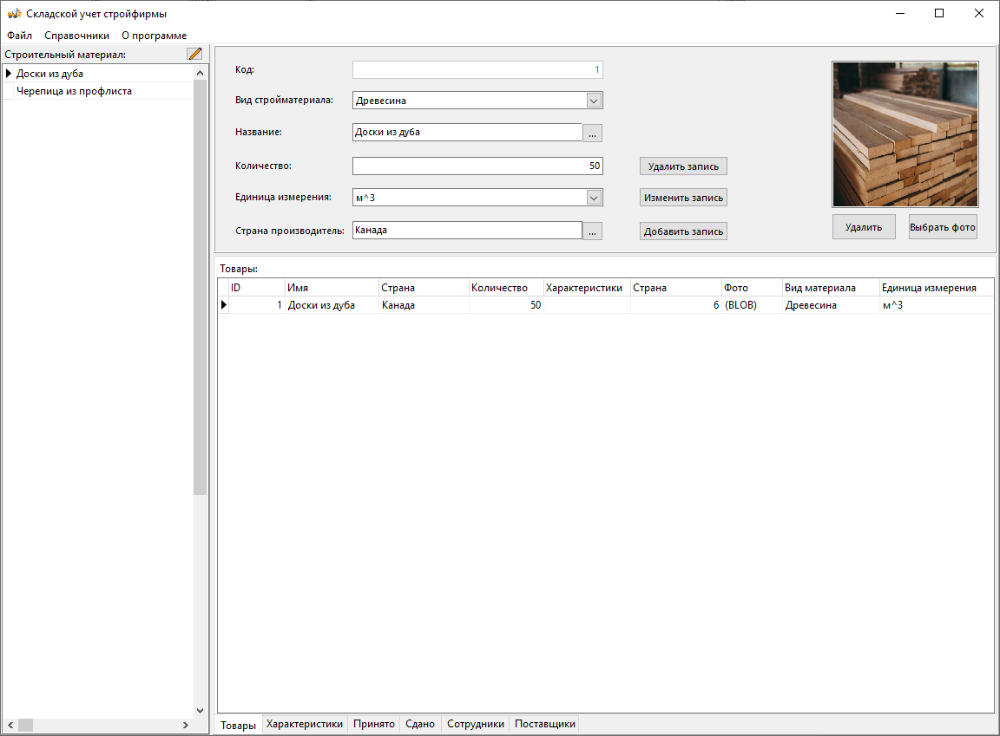 Складской учет стройфирмы
Файл Справочники О программе
Строительный материал:
Доски из дуба
Черепица из профлиста
Код: 1
Вид стройматериала: Древесина
Название: Доски из дуба ...
Количество: 50 Удалить запись
Единица измерения: м^3 Изменить запись
Страна производитель: Канада ... Добавить запись
Удалить Выбрать фото
Товары:
ID Имя Страна Количество Характеристики Страна Фото Вид материала Единица измерения
1 Доски из дуба Канада 50 6 (BLOB) Древесина м^3
Товары Характеристики Принято Сдано Сотрудники Поставщики